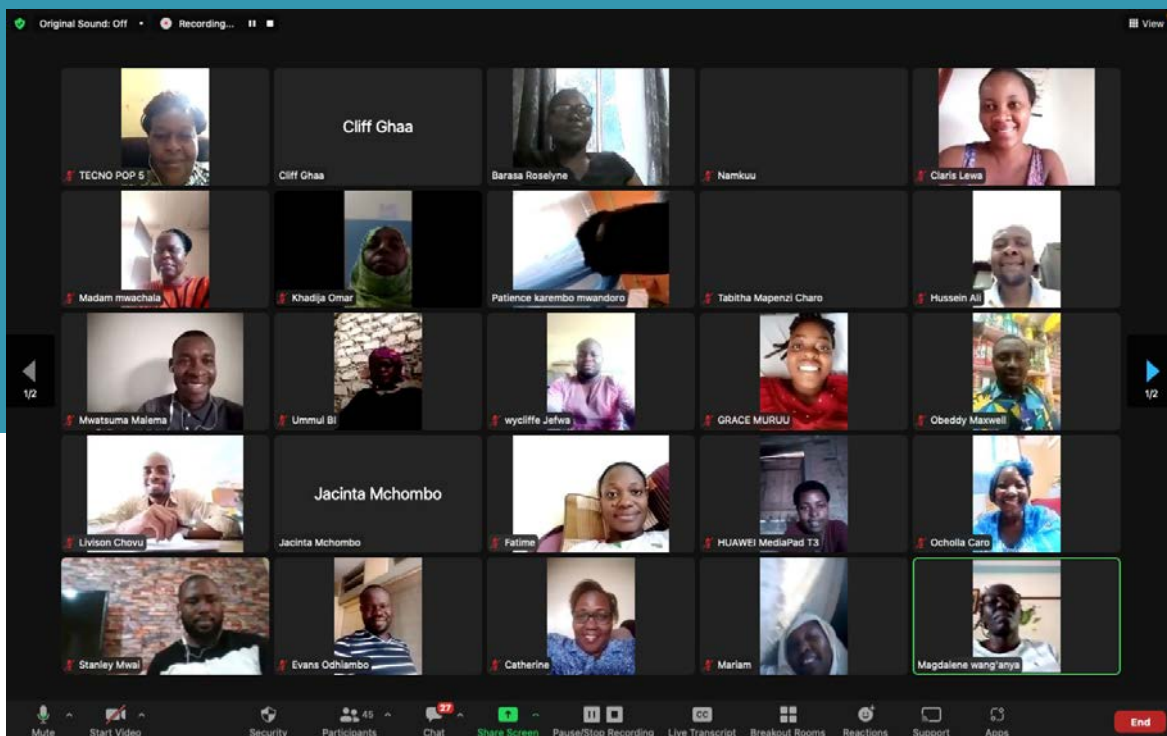 Original Sound: Off
Recording...
View
TECNO POP 5
Cliff Ghaa
Cliff Ghaa
Barasa Roselyne
Namkuu
Claris Lewa
Madam mwachala
Khadija Omar
Patience karembo mwandoro
Tabitha Mapenzi Charo
Hussein Ali
Mwatsuma Malema
Ummul Bi
wycliffe Jefwa
GRACE MURUU
Obeddy Maxwell
1/2
1/2
Livison Chovu
Jacinta Mchombo
Jacinta Mchombo
Fatime
HUAWEI MediaPad T3
Ocholla Caro
Stanley Mwai
Evans Odhiambo
Catherine
Mariam
Magdalene wang'anya
45
27
CC
Mute
Start Video
Security
Participants
Chat
Share Screen
Pause/Stop Recording
Live Transcript
Breakout Rooms
Reactions
Support
Apps
End